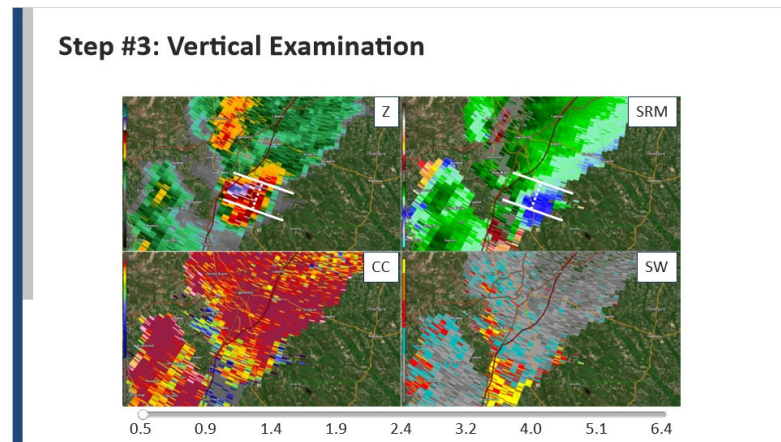 Step #3: Vertical Examination
Z
SRM
CC
SW
0.5 0.9 1.4 1.9 2.4 3.2 4.0 5.1 6.4